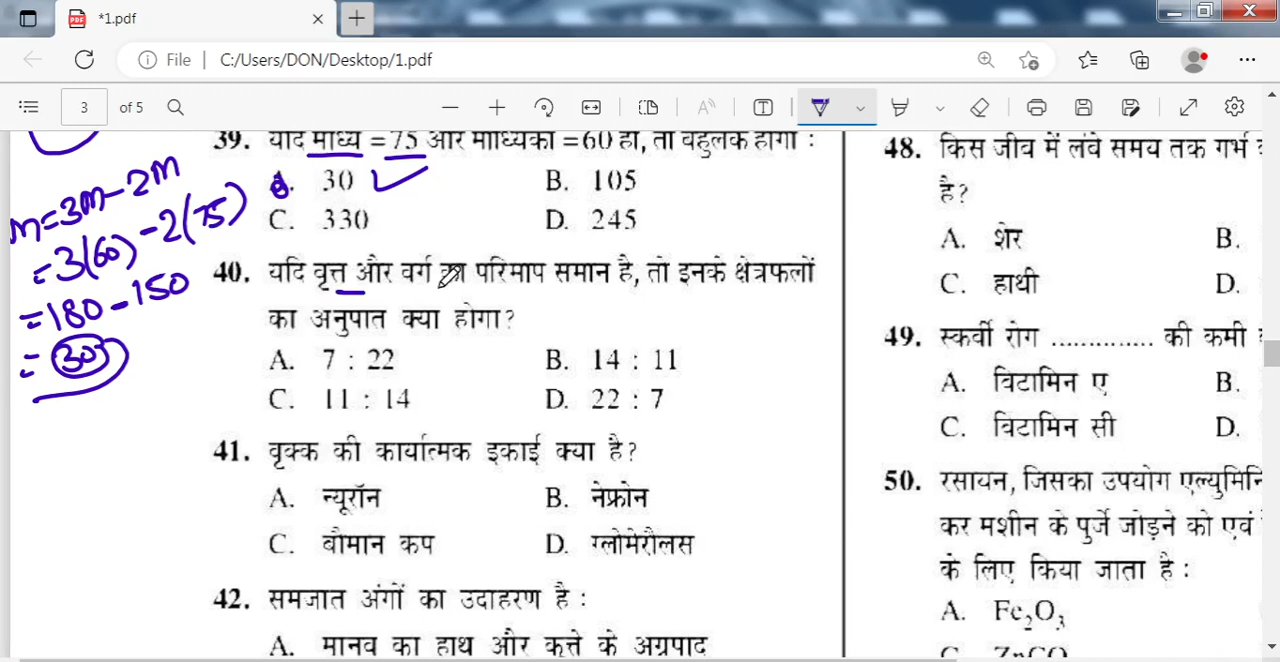 *1.pdf
File | C:/Users/DON/Desktop/1.pdf
3 of 5
39. यदि माध्य = 75 और माध्यिका = 60 हो, तो बहुलक होगा :
A. 30 B. 105
C. 330 D. 245
40. यदि वृत्त और वर्ग का परिमाप समान है, तो इनके क्षेत्रफलों
का अनुपात क्या होगा?
A. 7 : 22 B. 14 : 11
C. 11 : 14 D. 22 : 7
41. वृक्क की कार्यात्मक इकाई क्या है?
A. न्यूरॉन B. नेफ्रोन
C. बौमान कप D. ग्लोमेरौलस
42. समजात अंगों का उदाहरण है :
A. मानव का हाथ और कुत्ते के अग्रपाद
m=3m-2m
=3(60)-2(75)
=180-150
=30
48. किस जीव में लंबे समय तक गर्भ
है?
A. शेर B.
C. हाथी D.
49. स्कर्वी रोग .............. की कमी
A. विटामिन ए B.
C. विटामिन सी D.
50. रसायन, जिसका उपयोग एल्युमिनि
कर मशीन के पुर्जे जोड़ने को एवं
के लिए किया जाता है :
A. Fe₂O₃